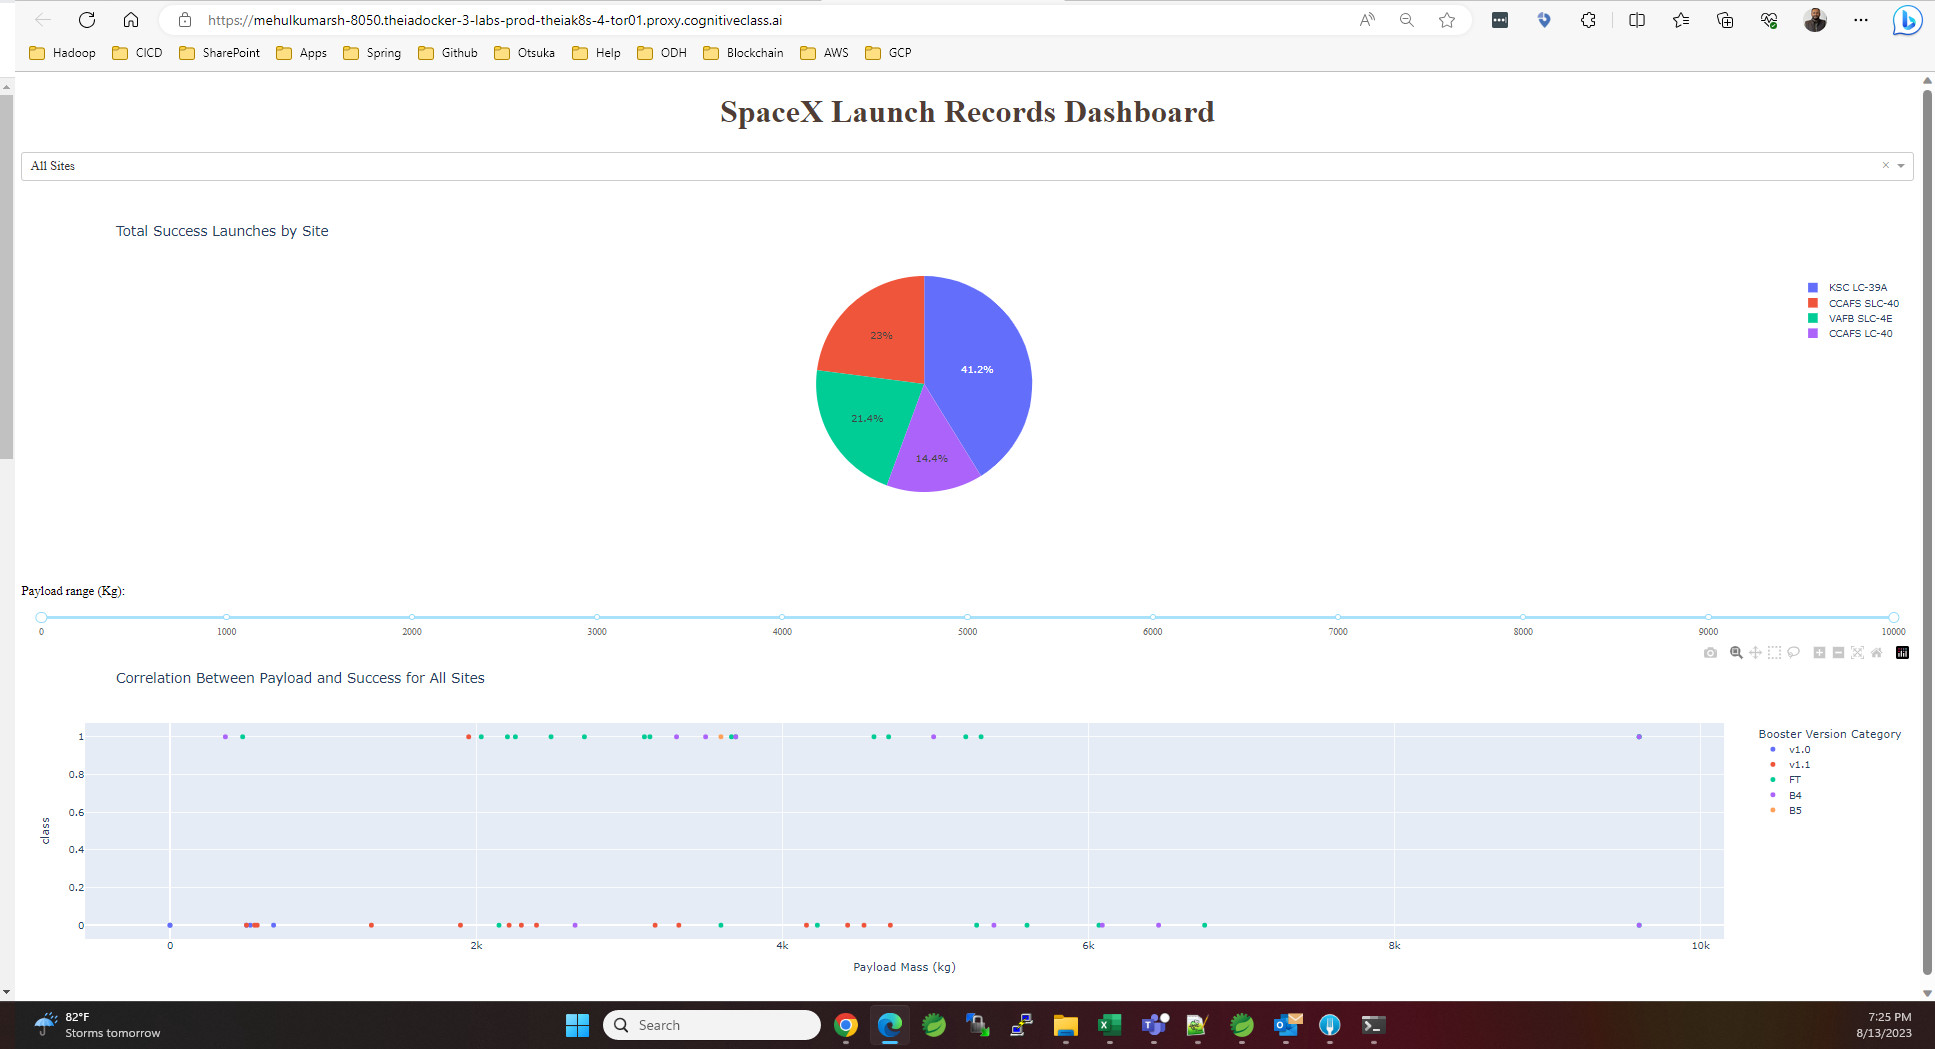 https://mehulkumarsh-8050.theiadocker-3-labs-prod-theiak8s-4-tor01.proxy.cognitiveclass.ai
Hadoop CICD SharePoint Apps Spring Github Otsuka Help ODH Blockchain AWS GCP
SpaceX Launch Records Dashboard
All Sites
Total Success Launches by Site
KSC LC-39A
CCAFS SLC-40
VAFB SLC-4E
CCAFS LC-40
23%
41.2%
21.4%
14.4%
Payload range (Kg):
0 1000 2000 3000 4000 5000 6000 7000 8000 9000 10000
Correlation Between Payload and Success for All Sites
1
0.8
0.6
0.4
0.2
0
class
0 2k 4k 6k 8k 10k
Payload Mass (kg)
Booster Version Category
v1.0
v1.1
FT
B4
B5
82°F
Storms tomorrow
Search
7:25 PM
8/13/2023